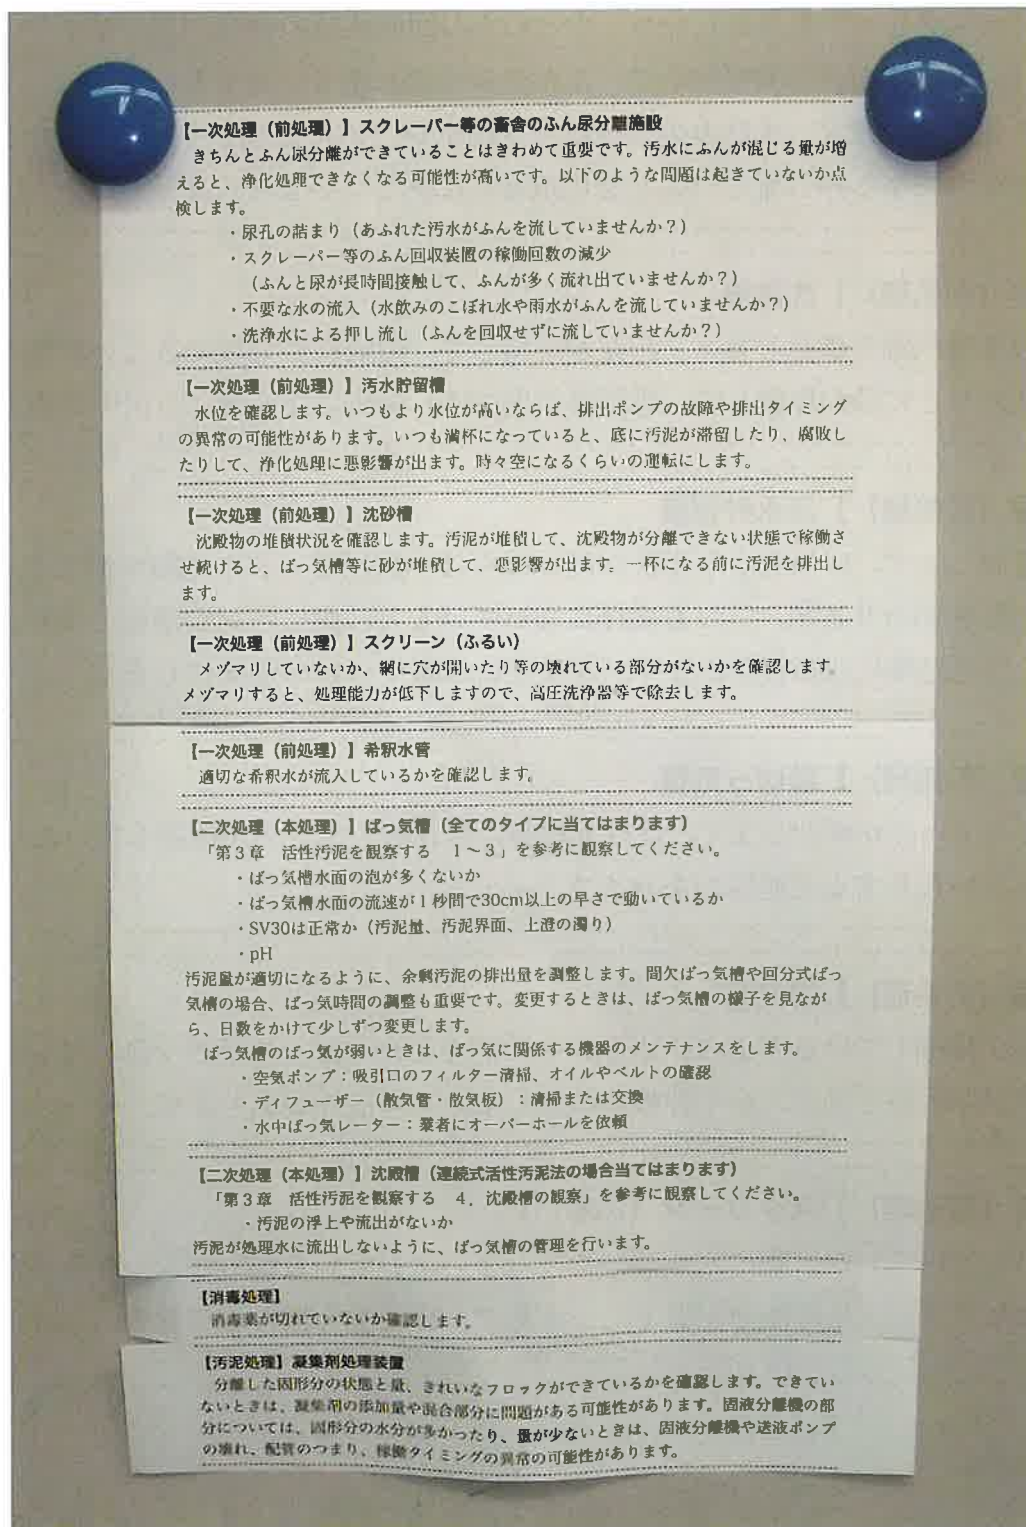 【一次処理（前処理）】スクレーパー等の畜舎のふん尿分離施設
きちんとふん尿分離ができていることはきわめて重要です。汚水にふんが混じる量が増
えると、浄化処理できなくなる可能性が高いです。以下のような問題は起きていないか点
検します。
・尿孔の詰まり（あふれた汚水がふんを流していませんか？）
・スクレーパー等のふん回収装置の稼働回数の減少
（ふんと尿が長時間接触して、ふんが多く流れ出ていませんか？）
・不要な水の流入（水飲みのこぼれ水や雨水がふんを流していませんか？）
・洗浄水による押し流し（ふんを回収せずに流していませんか？）
【一次処理（前処理）】汚水貯留槽
水位を確認します。いつもより水位が高いならば、排出ポンプの故障や排出タイミング
の異常の可能性があります。いつも満杯になっていると、底に汚泥が滞留したり、腐敗し
たりして、浄化処理に悪影響が出ます。時々空になるくらいの運転にします。
【一次処理（前処理）】沈砂槽
沈殿物の堆積状況を確認します。汚泥が堆積して、沈殿物が分離できない状態で稼働さ
せ続けると、ばっ気槽等に砂が堆積して、悪影響が出ます。一杯になる前に汚泥を排出し
ます。
【一次処理（前処理）】スクリーン（ふるい）
メヅマリしていないか、網に穴が開いたり等の壊れている部分がないかを確認します。
メヅマリすると、処理能力が低下しますので、高圧洗浄器等で除去します。
【一次処理（前処理）】希釈水管
適切な希釈水が流入しているかを確認します。
【二次処理（本処理）】ばっ気槽（全てのタイプに当てはまります）
「第３章　活性汚泥を観察する　１～３」を参考に観察してください。
・ばっ気槽水面の泡が多くないか
・ばっ気槽水面の流速が１秒間で30cm以上の早さで動いているか
・SV30は正常か（汚泥量、汚泥界面、上澄の濁り）
・pH
汚泥量が適切になるように、余剰汚泥の排出量を調整します。間欠ばっ気槽や回分式ばっ
気槽の場合、ばっ気時間の調整も重要です。変更するときは、ばっ気槽の様子を見なが
ら、日数をかけて少しずつ変更します。
ばっ気槽のばっ気が弱いときは、ばっ気に関係する機器のメンテナンスをします。
・空気ポンプ：吸引口のフィルター清掃、オイルやベルトの確認
・ディフューザー（散気管・散気板）：清掃または交換
・水中ばっ気レーター：業者にオーバーホールを依頼
【二次処理（本処理）】沈殿槽（連続式活性汚泥法の場合当てはまります）
「第３章　活性汚泥を観察する　４．沈殿槽の観察」を参考に観察してください。
・汚泥の浮上や流出がないか
汚泥が処理水に流出しないように、ばっ気槽の管理を行います。
【消毒処理】
消毒薬が切れていないか確認します。
【汚泥処理】凝集剤処理装置
分離した固形分の状態と量、きれいなフロックができているかを確認します。できてい
ないときは、凝集剤の添加量や混合部分に問題がある可能性があります。固液分離機の部
分については、固形分の水分が多かったり、量が少ないときは、固液分離機や送液ポンプ
の壊れ、配管のつまり、稼働タイミングの異常の可能性があります。